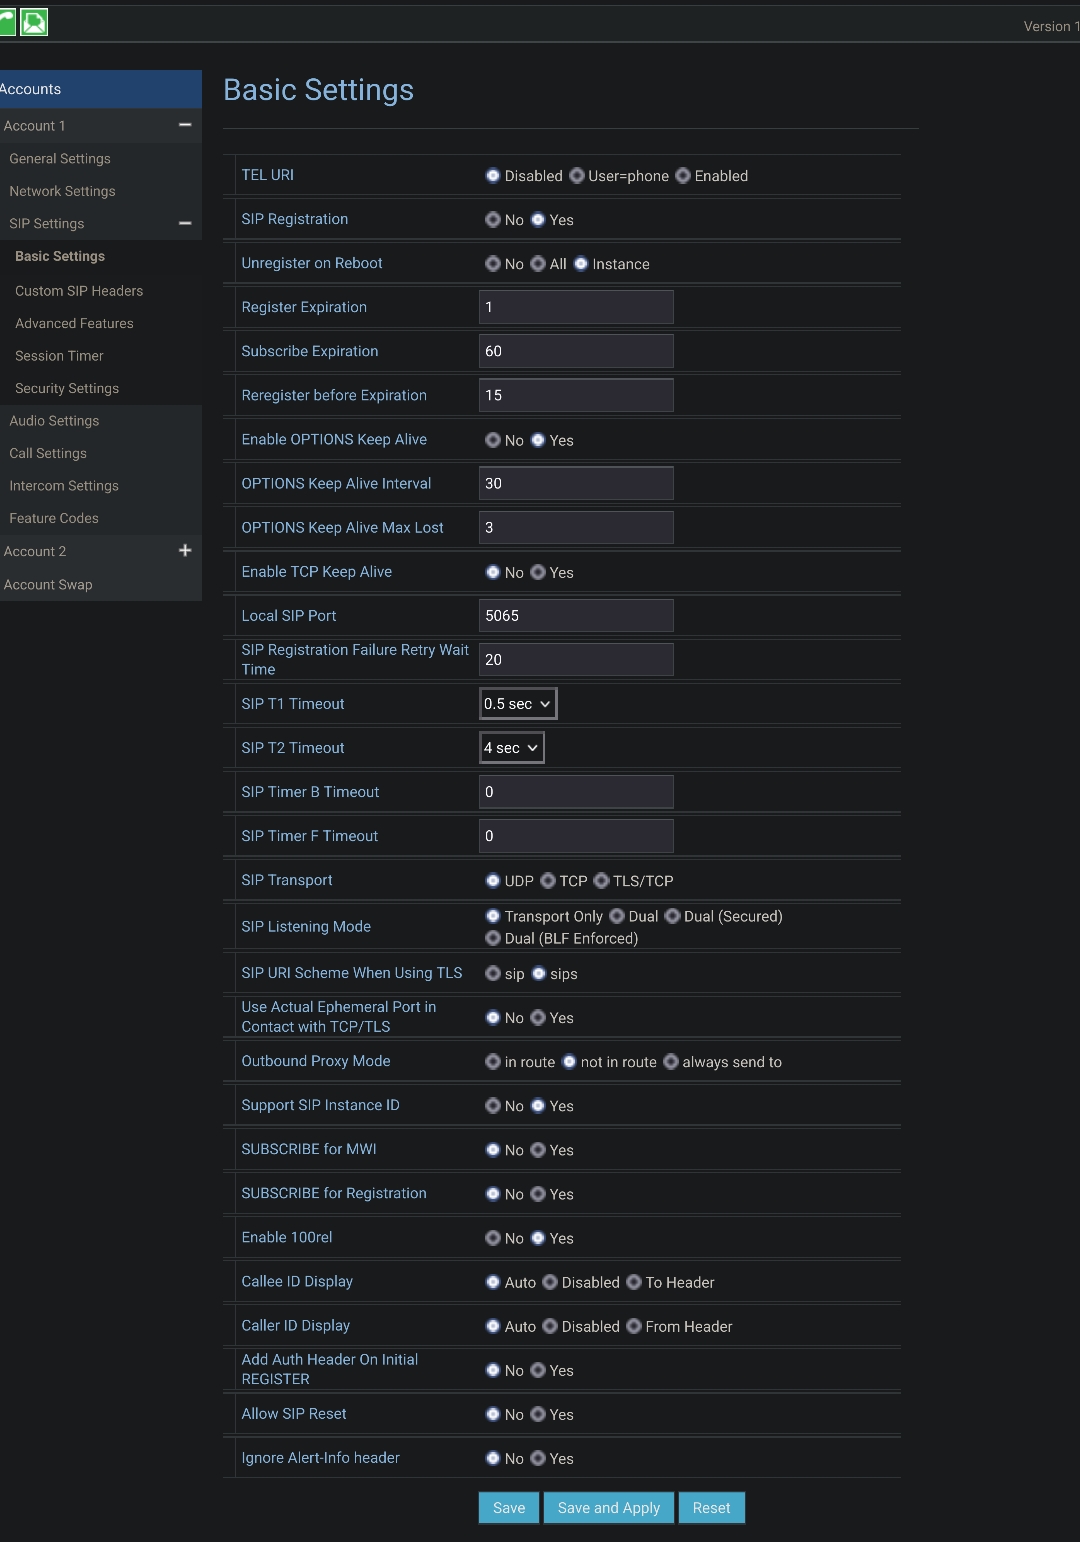 Version 1
Accounts
Account 1
General Settings
Network Settings
SIP Settings
Basic Settings
Custom SIP Headers
Advanced Features
Session Timer
Security Settings
Audio Settings
Call Settings
Intercom Settings
Feature Codes
Account 2
Account Swap
Basic Settings
TEL URI Disabled User=phone Enabled
SIP Registration No Yes
Unregister on Reboot No All Instance
Register Expiration 1
Subscribe Expiration 60
Reregister before Expiration 15
Enable OPTIONS Keep Alive No Yes
OPTIONS Keep Alive Interval 30
OPTIONS Keep Alive Max Lost 3
Enable TCP Keep Alive No Yes
Local SIP Port 5065
SIP Registration Failure Retry Wait
Time 20
SIP T1 Timeout 0.5 sec
SIP T2 Timeout 4 sec
SIP Timer B Timeout 0
SIP Timer F Timeout 0
SIP Transport UDP TCP TLS/TCP
SIP Listening Mode Transport Only Dual Dual (Secured)
Dual (BLF Enforced)
SIP URI Scheme When Using TLS sip sips
Use Actual Ephemeral Port in
Contact with TCP/TLS No Yes
Outbound Proxy Mode in route not in route always send to
Support SIP Instance ID No Yes
SUBSCRIBE for MWI No Yes
SUBSCRIBE for Registration No Yes
Enable 100rel No Yes
Callee ID Display Auto Disabled To Header
Caller ID Display Auto Disabled From Header
Add Auth Header On Initial
REGISTER No Yes
Allow SIP Reset No Yes
Ignore Alert-Info header No Yes
Save Save and Apply Reset